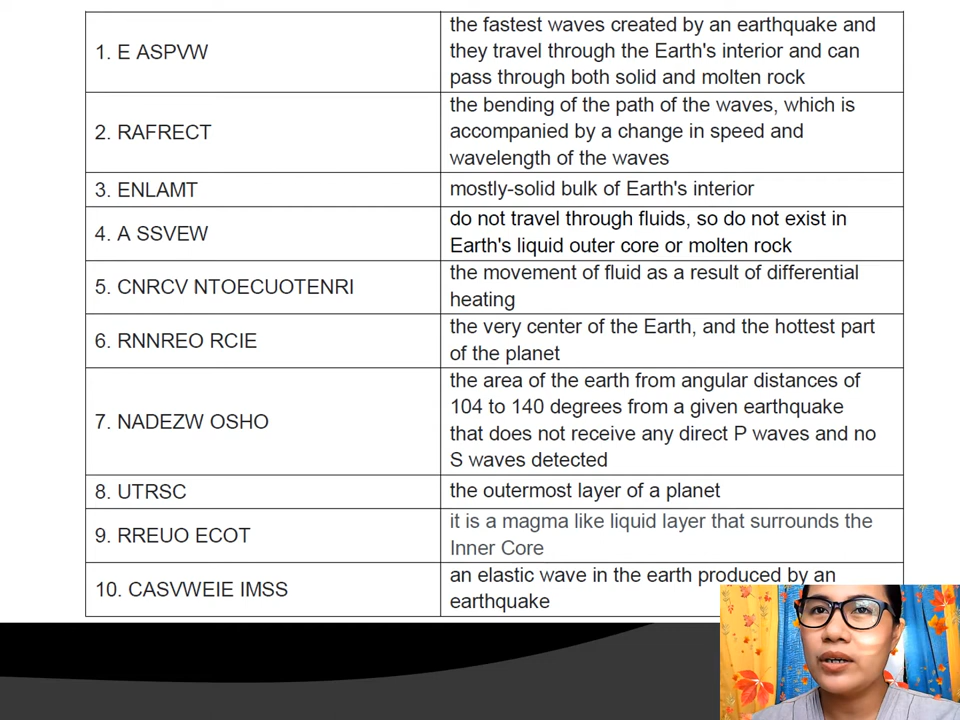 1. E ASPVW
the fastest waves created by an earthquake and
they travel through the Earth's interior and can
pass through both solid and molten rock
2. RAFRECT
the bending of the path of the waves, which is
accompanied by a change in speed and
wavelength of the waves
3. ENLAMT
mostly-solid bulk of Earth's interior
4. A SSVEW
do not travel through fluids, so do not exist in
Earth's liquid outer core or molten rock
5. CNRCV NTOECUOTENRI
the movement of fluid as a result of differential
heating
6. RNNREO RCIE
the very center of the Earth, and the hottest part
of the planet
7. NADEZW OSHO
the area of the earth from angular distances of
104 to 140 degrees from a given earthquake
that does not receive any direct P waves and no
S waves detected
8. UTRSC
the outermost layer of a planet
9. RREUO ECOT
it is a magma like liquid layer that surrounds the
Inner Core
10. CASVWEIE IMSS
an elastic wave in the earth produced by an
earthquake